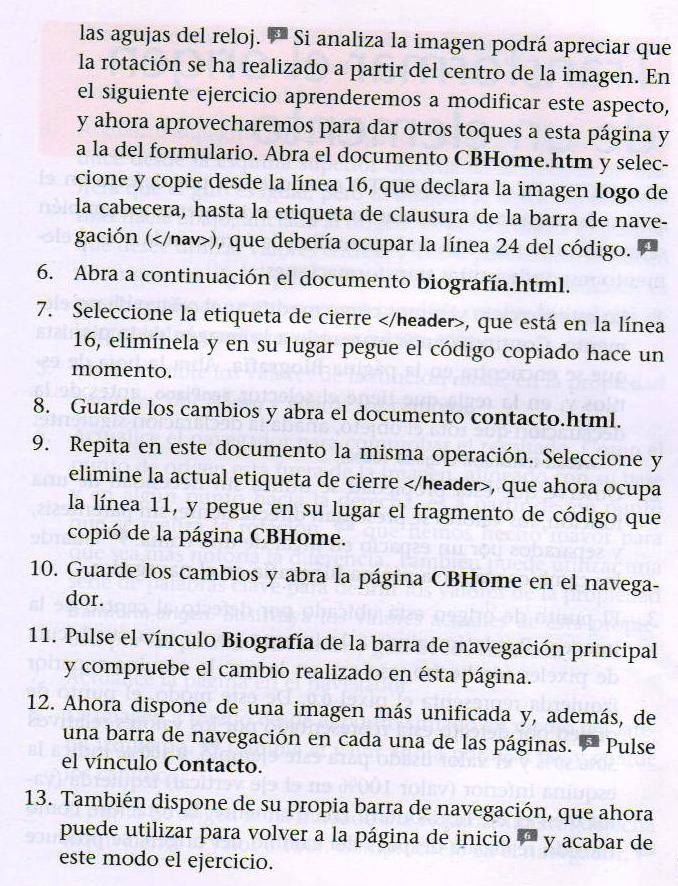 las agujas del reloj. 3 Si analiza la imagen podrá apreciar que
la rotación se ha realizado a partir del centro de la imagen. En
el siguiente ejercicio aprenderemos a modificar este aspecto,
y ahora aprovecharemos para dar otros toques a esta página y
a la del formulario. Abra el documento CBHome.htm y selec-
cione y copie desde la línea 16, que declara la imagen logo de
la cabecera, hasta la etiqueta de clausura de la barra de nave-
gación (</nav>), que debería ocupar la línea 24 del código. 4
6. Abra a continuación el documento biografía.html.
7. Seleccione la etiqueta de cierre </header>, que está en la línea
16, elimínela y en su lugar pegue el código copiado hace un
momento.
8. Guarde los cambios y abra el documento contacto.html.
9. Repita en este documento la misma operación. Seleccione y
elimine la actual etiqueta de cierre </header>, que ahora ocupa
la línea 11, y pegue en su lugar el fragmento de código que
copió de la página CBHome.
10. Guarde los cambios y abra la página CBHome en el navega-
dor.
11. Pulse el vínculo Biografía de la barra de navegación principal
y compruebe el cambio realizado en esta página.
12. Ahora dispone de una imagen más unificada y, además, de
una barra de navegación e cada una de las páginas. 5 Pulse
el vínculo Contacto.
13. También dispone de su propia barra de navegación, que ahora
puede utilizar para volver a la página de inicio 6 y acabar de
este modo el ejercicio.